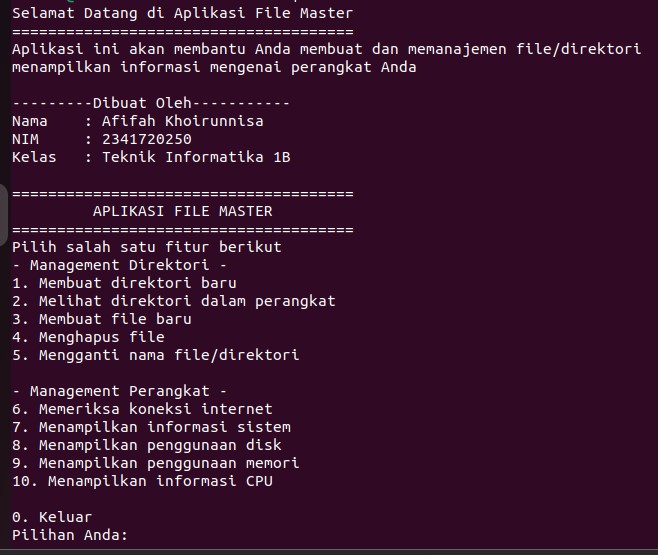 Selamat Datang di Aplikasi File Master
======================================
Aplikasi ini akan membantu Anda membuat dan memanajemen file/direktori
menampilkan informasi mengenai perangkat Anda
---------Dibuat Oleh-----------
Nama    : Afifah Khoirunnisa
NIM     : 2341720250
Kelas   : Teknik Informatika 1B
======================================
         APLIKASI FILE MASTER
======================================
Pilih salah satu fitur berikut
- Management Direktori -
1. Membuat direktori baru
2. Melihat direktori dalam perangkat
3. Membuat file baru
4. Menghapus file
5. Mengganti nama file/direktori
- Management Perangkat -
6. Memeriksa koneksi internet
7. Menampilkan informasi sistem
8. Menampilkan penggunaan disk
9. Menampilkan penggunaan memori
10. Menampilkan informasi CPU
0. Keluar
Pilihan Anda: